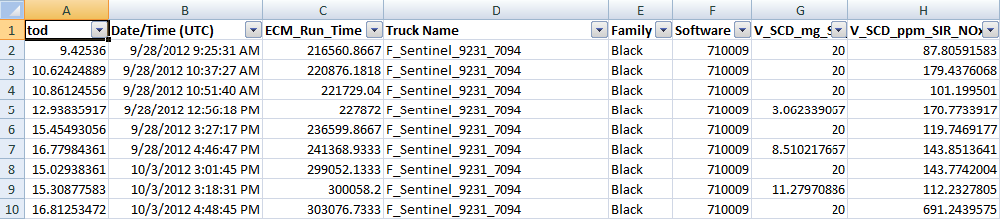 A B C D E F G H
1 tod Date/Time (UTC) ECM_Run_Time Truck Name Family Software V_SCD_mg_S V_SCD_ppm_SIR_NOx
2 9.42536 9/28/2012 9:25:31 AM 216560.8667 F_Sentinel_9231_7094 Black 710009 20 87.80591583
3 10.62424889 9/28/2012 10:37:27 AM 220876.1818 F_Sentinel_9231_7094 Black 710009 20 179.4376068
4 10.86124556 9/28/2012 10:51:40 AM 221729.04 F_Sentinel_9231_7094 Black 710009 20 101.199501
5 12.93835917 9/28/2012 12:56:18 PM 227872 F_Sentinel_9231_7094 Black 710009 3.062339067 170.7733917
6 15.45493056 9/28/2012 3:27:17 PM 236599.8667 F_Sentinel_9231_7094 Black 710009 20 119.7469177
7 16.77984361 9/28/2012 4:46:47 PM 241368.9333 F_Sentinel_9231_7094 Black 710009 8.510217667 143.8513641
8 15.02938361 10/3/2012 3:01:45 PM 299052.1333 F_Sentinel_9231_7094 Black 710009 20 143.7742004
9 15.30877583 10/3/2012 3:18:31 PM 300058.2 F_Sentinel_9231_7094 Black 710009 11.27970886 112.2327805
10 16.81253472 10/3/2012 4:48:45 PM 303076.7333 F_Sentinel_9231_7094 Black 710009 20 691.2439575